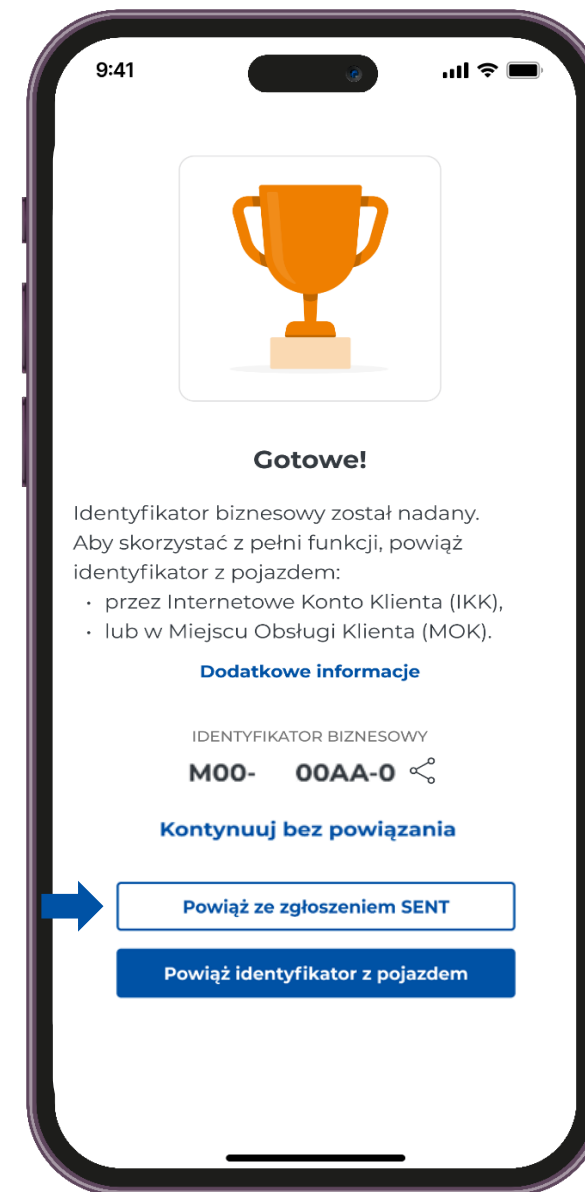 9:41
Gotowe!
Identyfikator biznesowy został nadany.
Aby skorzystać z pełni funkcji, powiąż
identyfikator z pojazdem:
• przez Internetowe Konto Klienta (IKK),
• lub w Miejscu Obsługi Klienta (MOK).
Dodatkowe informacje
IDENTYFIKATOR BIZNESOWY
M00- 00AA-0
Kontynuuj bez powiązania
Powiąż ze zgłoszeniem SENT
Powiąż identyfikator z pojazdem